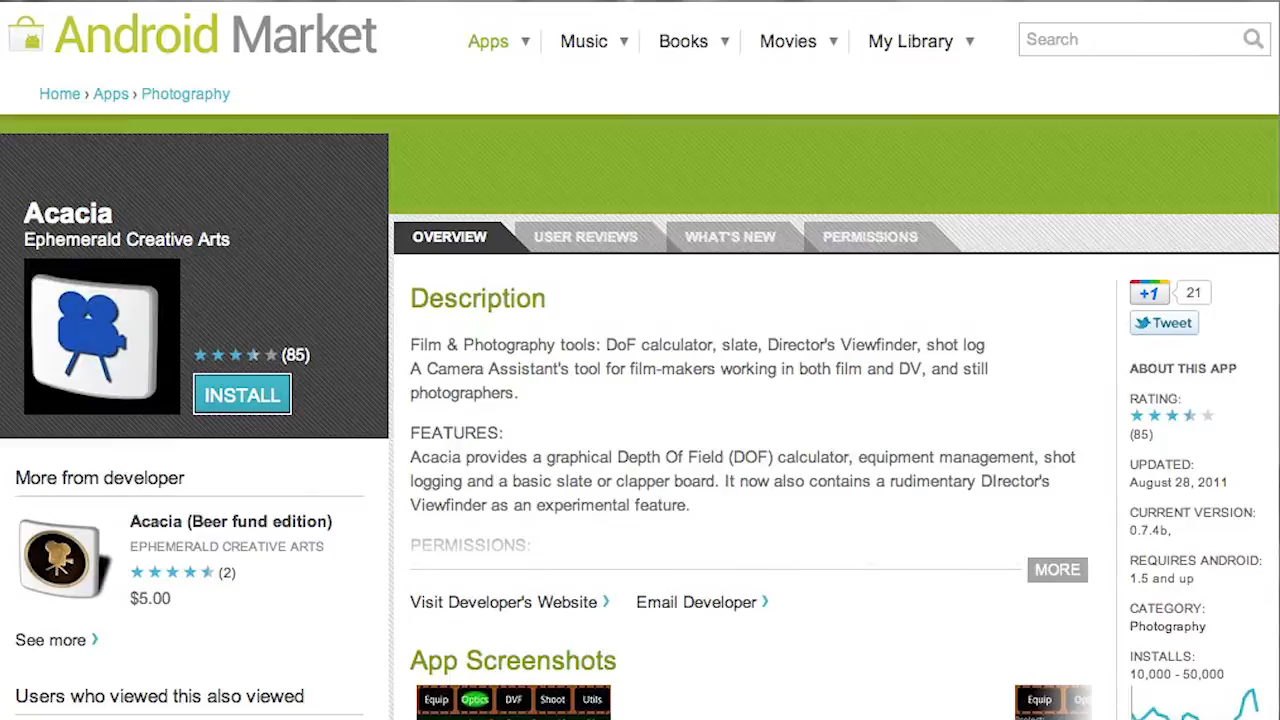 Android Market
Apps
Music
Books
Movies
My Library
Search
Home › Apps › Photography
Acacia
Ephemerald Creative Arts
(85)
INSTALL
More from developer
Acacia (Beer fund edition)
EPHEMERALD CREATIVE ARTS
(2)
$5.00
See more ›
Users who viewed this also viewed
OVERVIEW
USER REVIEWS
WHAT'S NEW
PERMISSIONS
Description
Film & Photography tools: DoF calculator, slate, Director's Viewfinder, shot log
A Camera Assistant's tool for film-makers working in both film and DV, and still
photographers.
FEATURES:
Acacia provides a graphical Depth Of Field (DOF) calculator, equipment management, shot
logging and a basic slate or clapper board. It now also contains a rudimentary DIrector's
Viewfinder as an experimental feature.
PERMISSIONS:
MORE
Visit Developer's Website ›
Email Developer ›
App Screenshots
Equip Optics DVF Shoot Utils
Equip
+1
21
Tweet
ABOUT THIS APP
RATING:
(85)
UPDATED:
August 28, 2011
CURRENT VERSION:
0.7.4b,
REQUIRES ANDROID:
1.5 and up
CATEGORY:
Photography
INSTALLS:
10,000 - 50,000